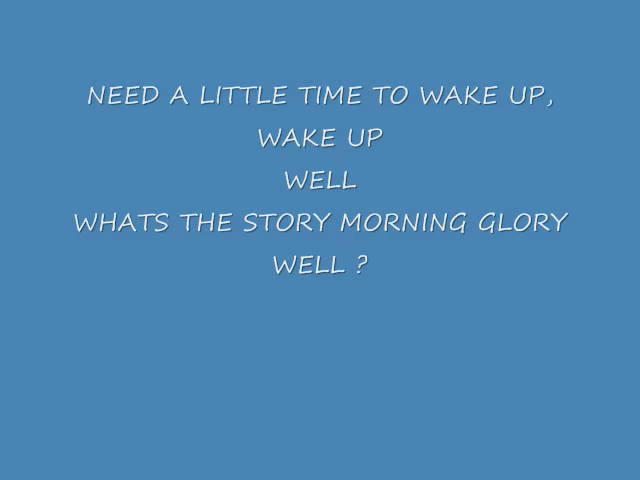 NEED A LITTLE TIME TO WAKE UP,
WAKE UP
WELL
WHATS THE STORY MORNING GLORY
WELL ?